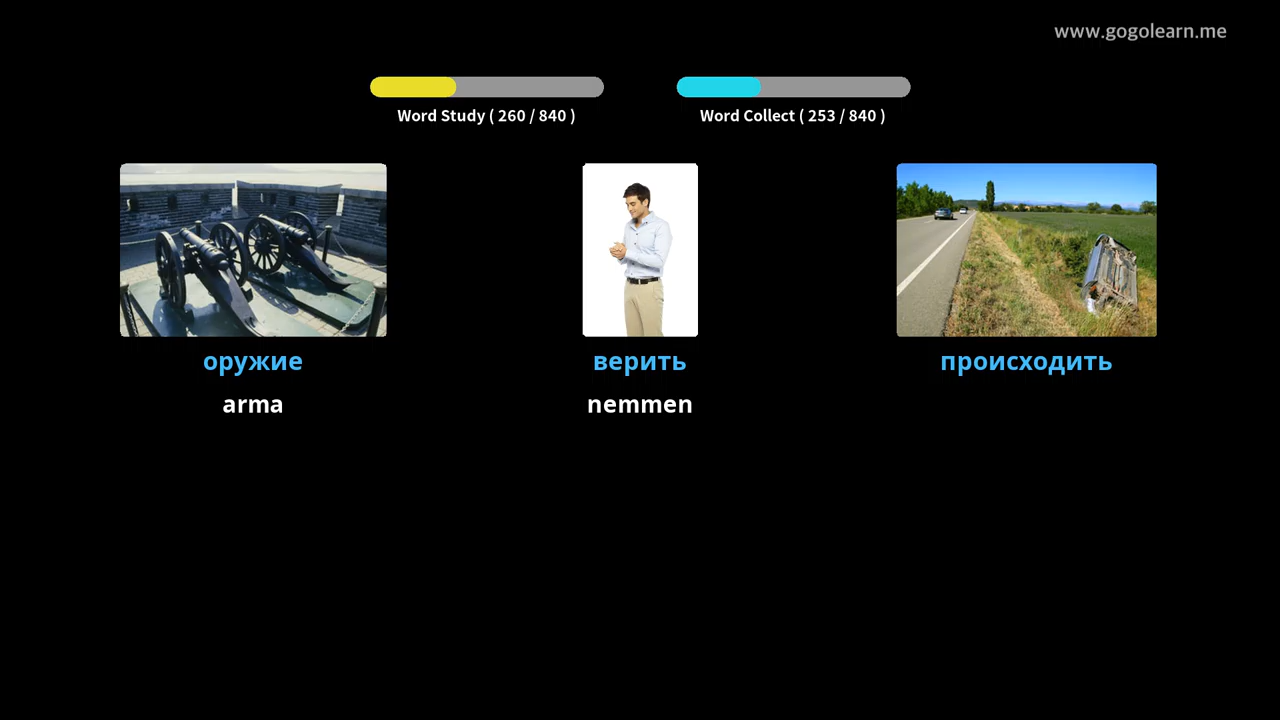 www.gogolearn.me
Word Study ( 260 / 840 )
Word Collect ( 253 / 840 )
оружие
верить
происходить
arma
nemmen